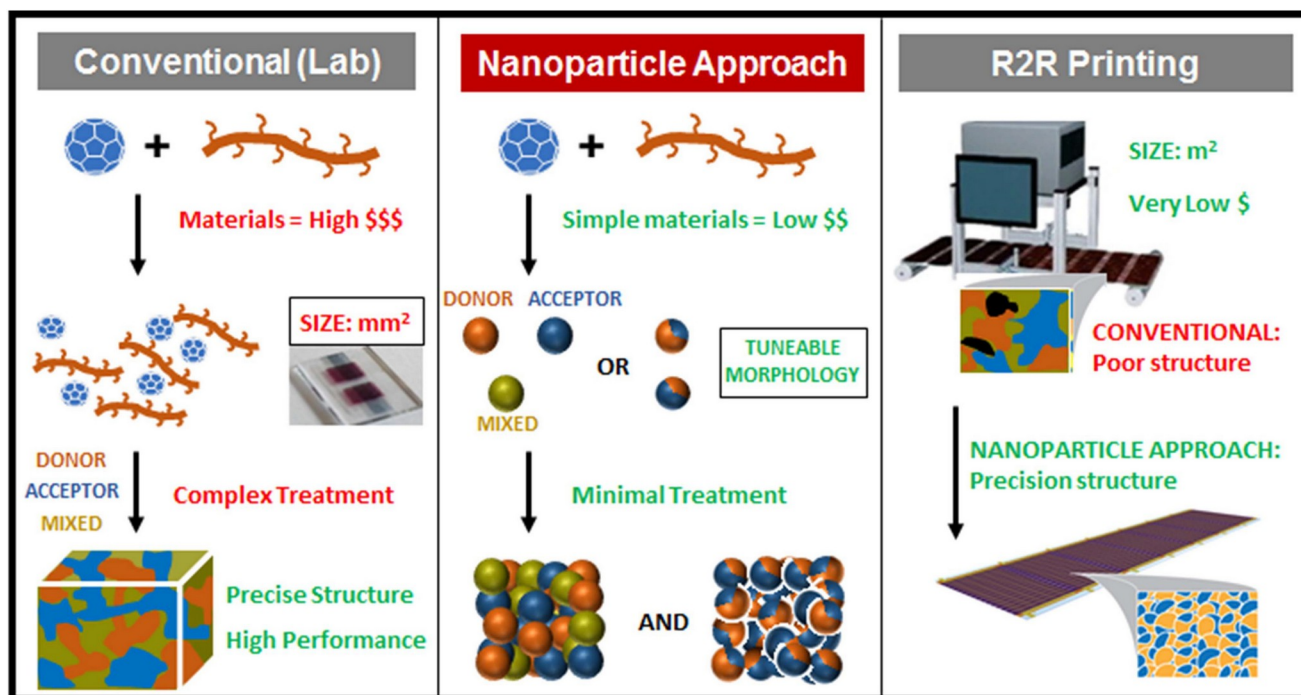 Conventional (Lab)
+
Materials = High $$$
SIZE: mm²
DONOR
ACCEPTOR
MIXED
Complex Treatment
Precise Structure
High Performance
Nanoparticle Approach
+
Simple materials = Low $$
DONOR ACCEPTOR
OR
TUNEABLE
MORPHOLOGY
MIXED
Minimal Treatment
AND
R2R Printing
SIZE: m²
Very Low $
CONVENTIONAL:
Poor structure
NANOPARTICLE APPROACH:
Precision structure